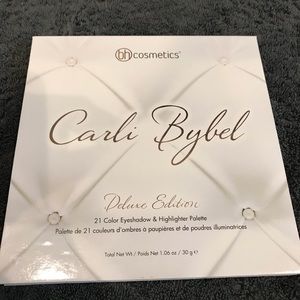 bh cosmetics®
Carli Bybel
Deluxe Edition
21 Color Eyeshadow & Highlighter Palette
Palette de 21 couleurs d'ombres à paupières et de poudres illuminatrices
Total Net Wt / Poids Net Wt 1.06 oz / 30 g ℮